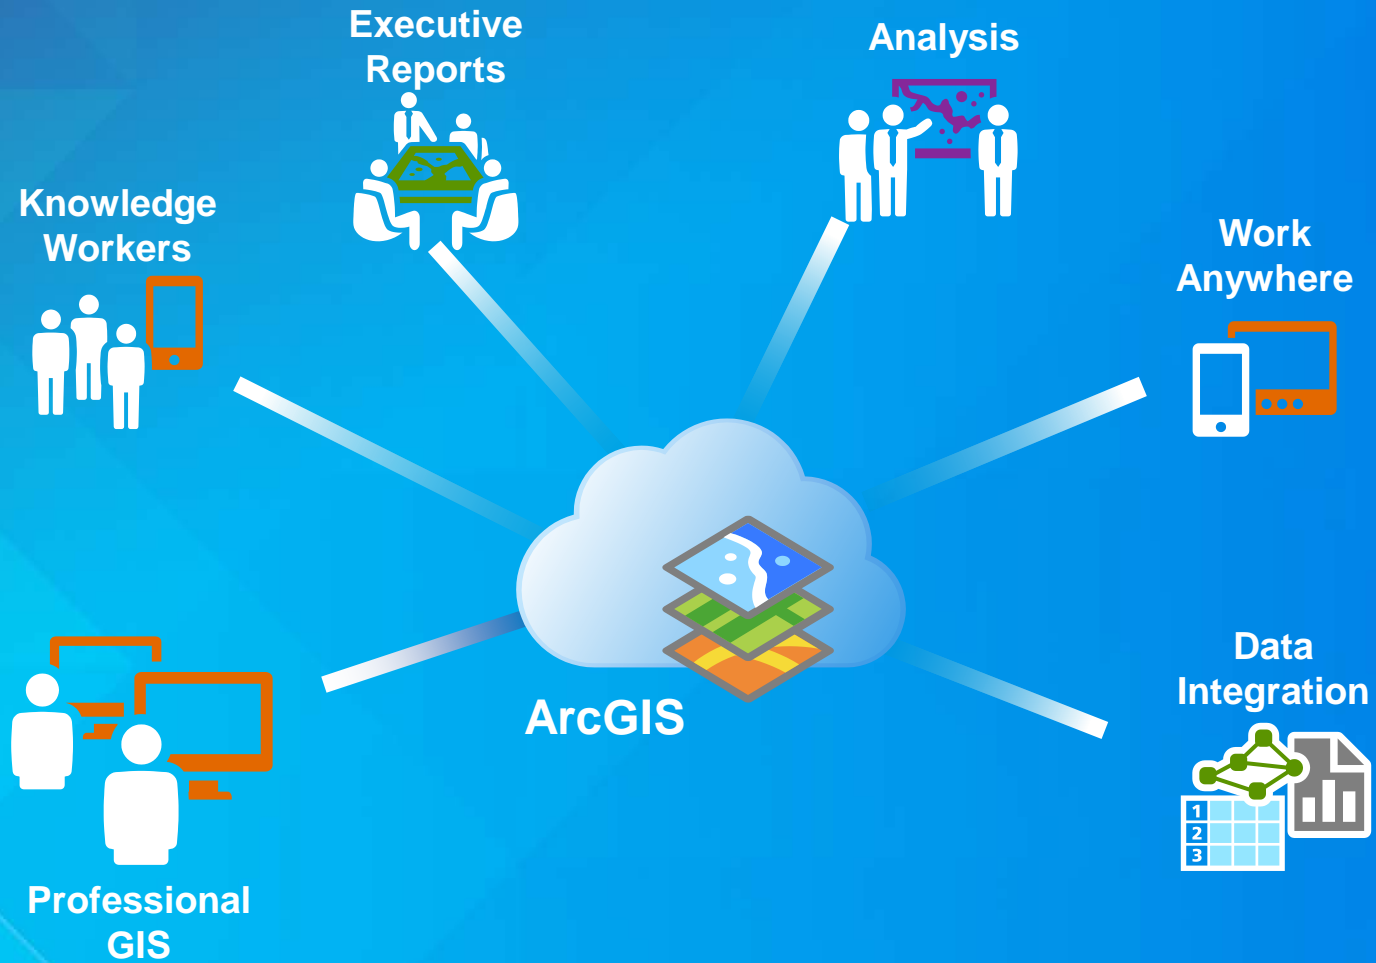 Executive
Reports
Analysis
Knowledge
Workers
Work
Anywhere
ArcGIS
Data
Integration
1
2
3
Professional
GIS